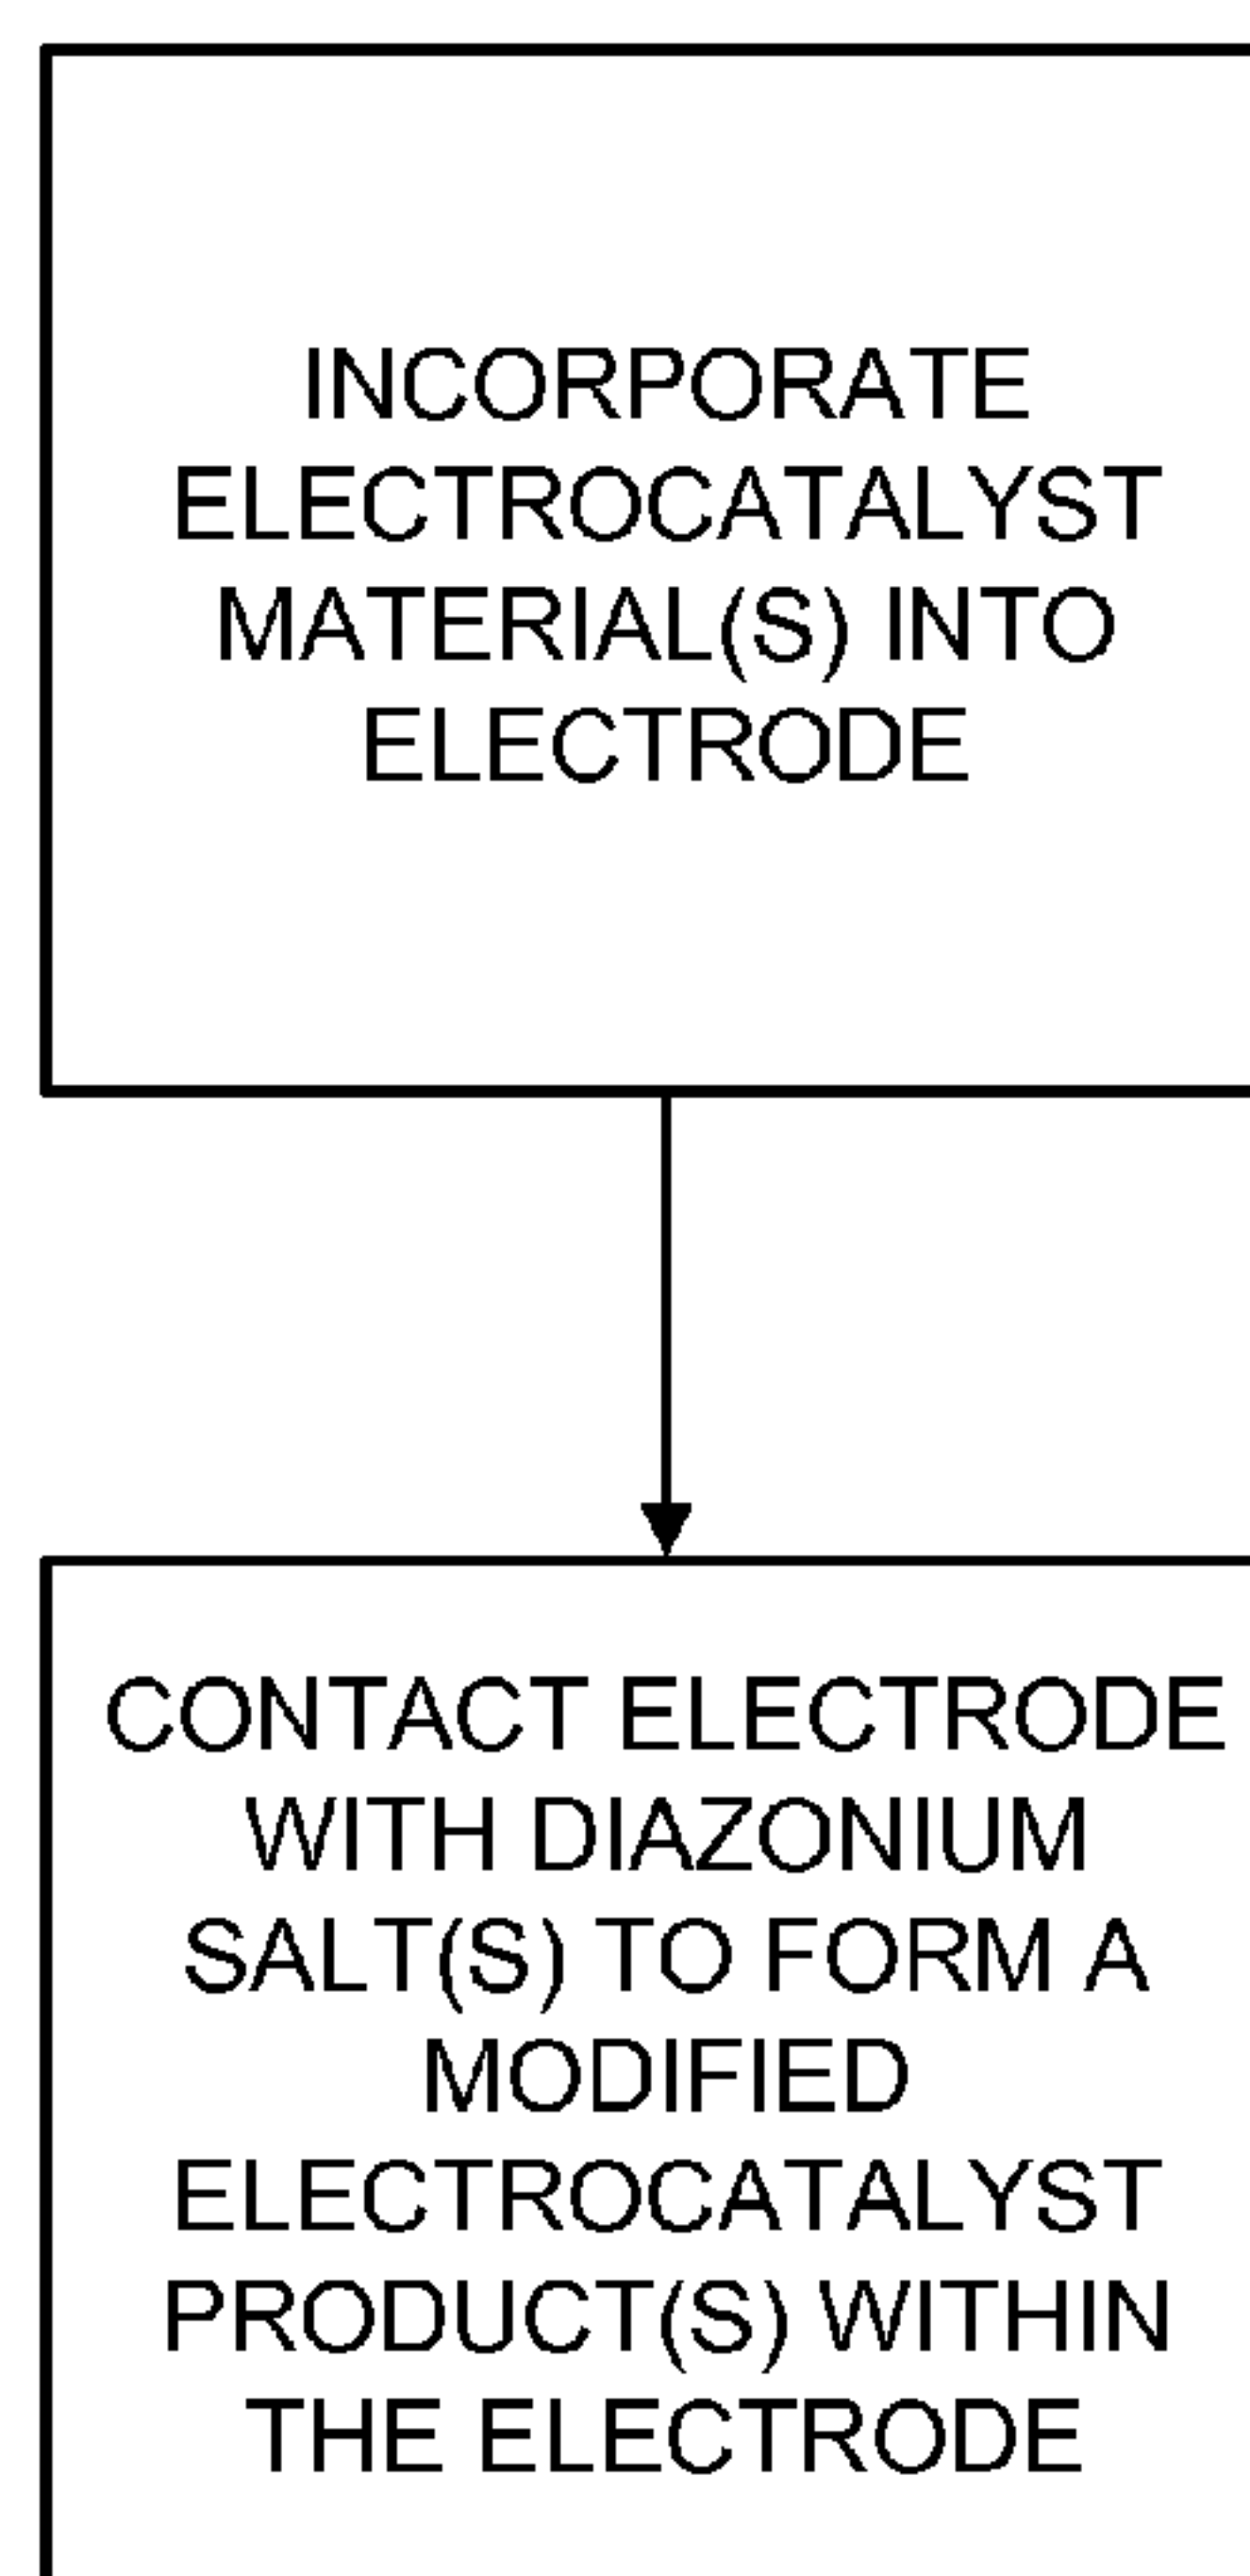 INCORPORATE
ELECTROCATALYST
MATERIAL(S) INTO
ELECTRODE
CONTACT ELECTRODE
WITH DIAZONIUM
SALT(S) TO FORM A
MODIFIED
ELECTROCATALYST
PRODUCT(S) WITHIN
THE ELECTRODE